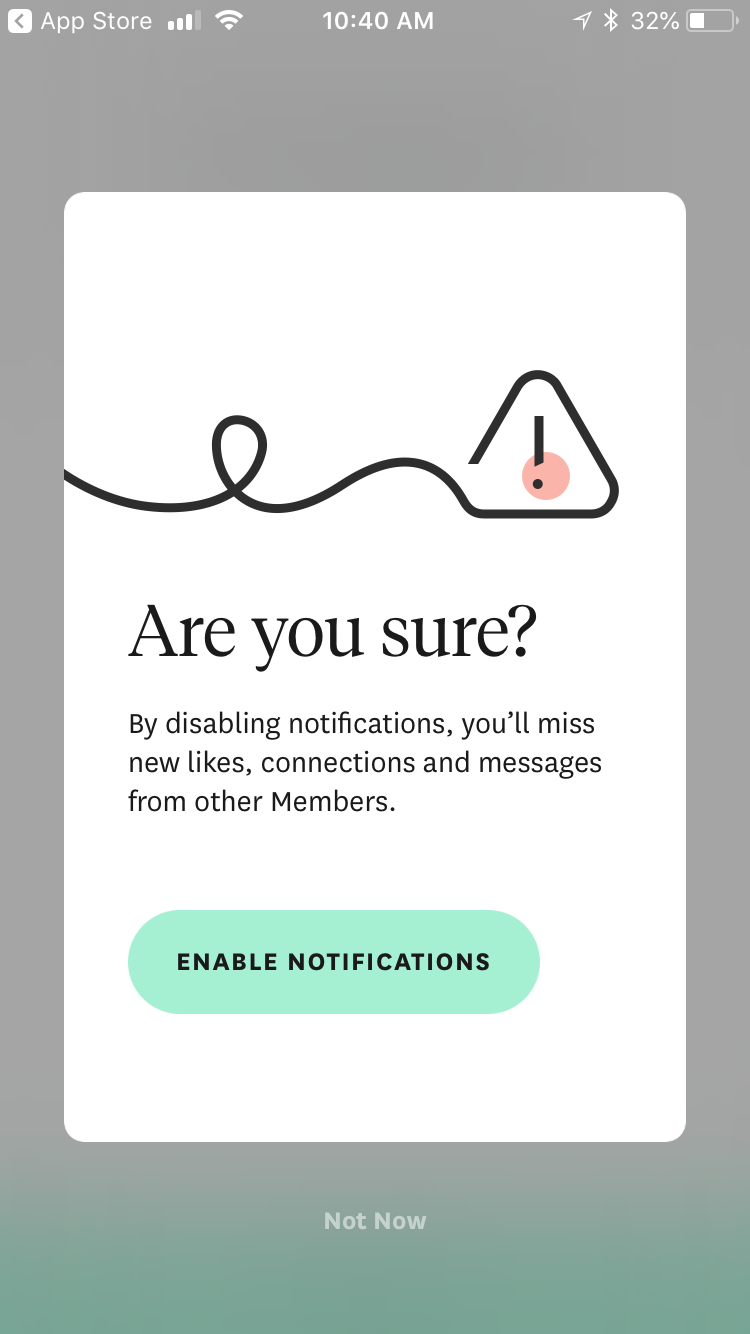 App Store 10:40 AM 32%
Are you sure?
By disabling notifications, you’ll miss
new likes, connections and messages
from other Members.
ENABLE NOTIFICATIONS
Not Now